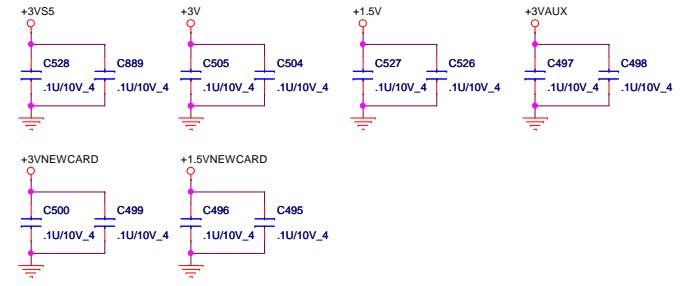 +3VS5 +3V +1.5V +3VAUX
C528 C889 C505 C504 C527 C526 C497 C498
.1U/10V_4 .1U/10V_4 .1U/10V_4 .1U/10V_4 .1U/10V_4 .1U/10V_4 .1U/10V_4 .1U/10V_4
+3VNEWCARD +1.5VNEWCARD
C500 C499 C496 C495
.1U/10V_4 .1U/10V_4 .1U/10V_4 .1U/10V_4